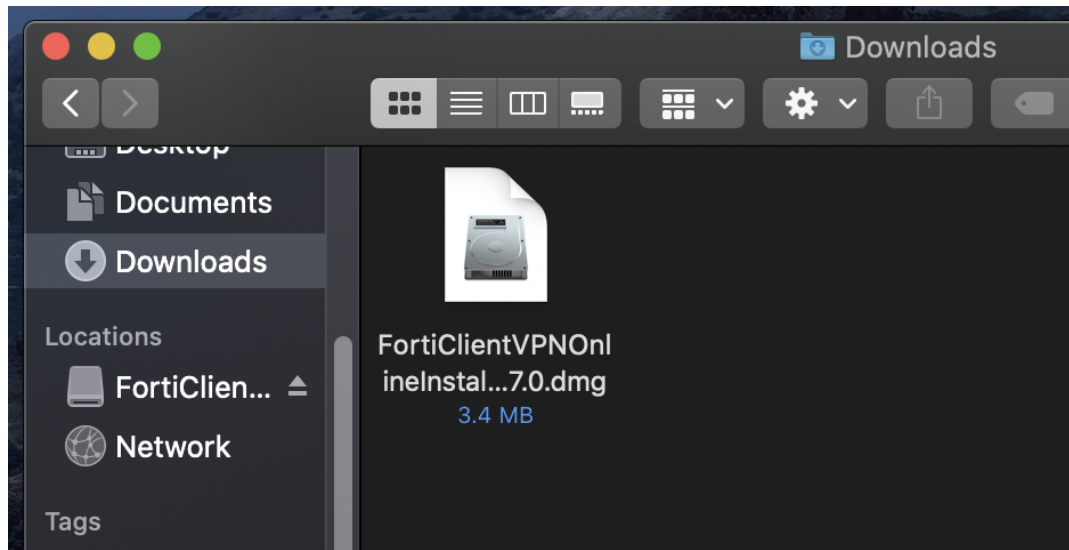 Downloads
Desktop
Documents
Downloads
Locations
FortiClien...
Network
Tags
FortiClientVPNOnl
ineInstal...7.0.dmg
3.4 MB